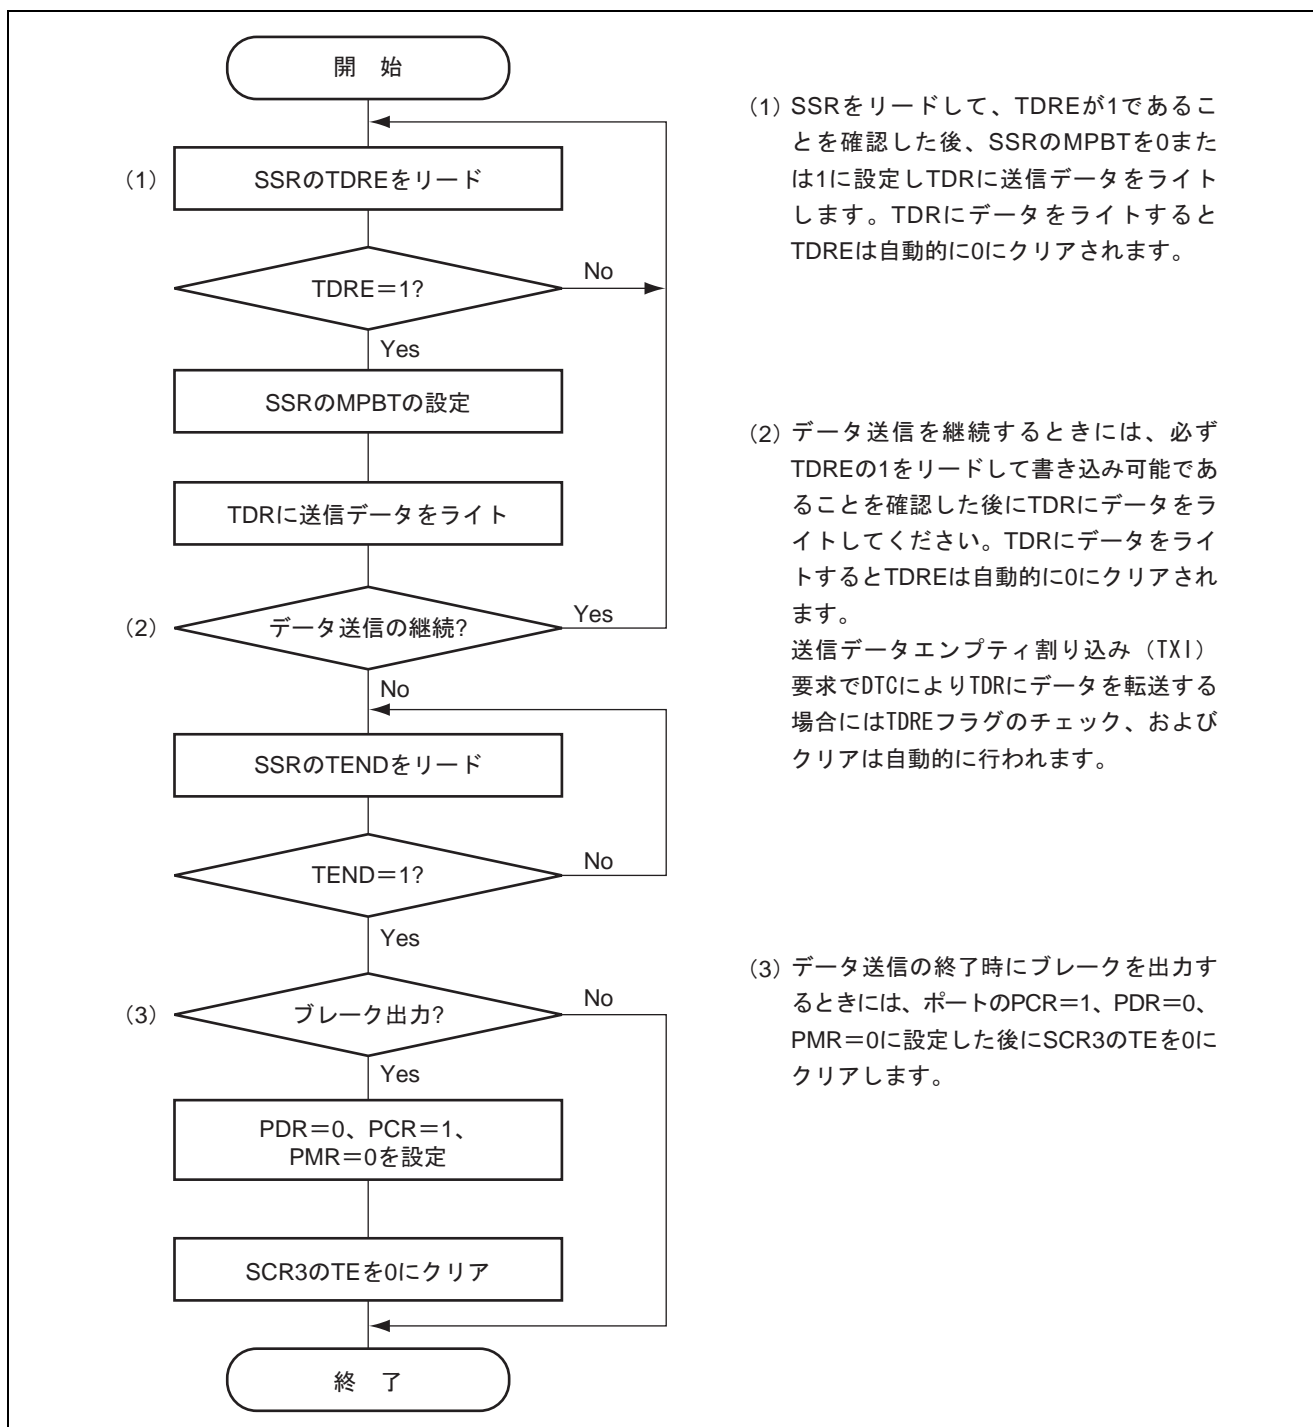 開　始
(1)
SSRのTDREをリード
TDRE＝1?
No
Yes
SSRのMPBTの設定
TDRに送信データをライト
(2)
データ送信の継続?
Yes
No
SSRのTENDをリード
TEND＝1?
No
Yes
(3)
ブレーク出力?
No
Yes
PDR＝0、PCR＝1、
PMR＝0を設定
SCR3のTEを0にクリア
終　了
(1) SSRをリードして、TDREが1であるこ
とを確認した後、SSRのMPBTを0また
は1に設定しTDRに送信データをライト
します。TDRにデータをライトすると
TDREは自動的に0にクリアされます。
(2) データ送信を継続するときには、必ず
TDREの1をリードして書き込み可能であ
ることを確認した後にTDRにデータをラ
イトしてください。TDRにデータをライ
トするとTDREは自動的に0にクリアされ
ます。
送信データエンプティ割り込み（TXI）
要求でDTCによりTDRにデータを転送する
場合にはTDREフラグのチェック、および
クリアは自動的に行われます。
(3) データ送信の終了時にブレークを出力す
るときには、ポートのPCR＝1、PDR＝0、
PMR＝0に設定した後にSCR3のTEを0に
クリアします。